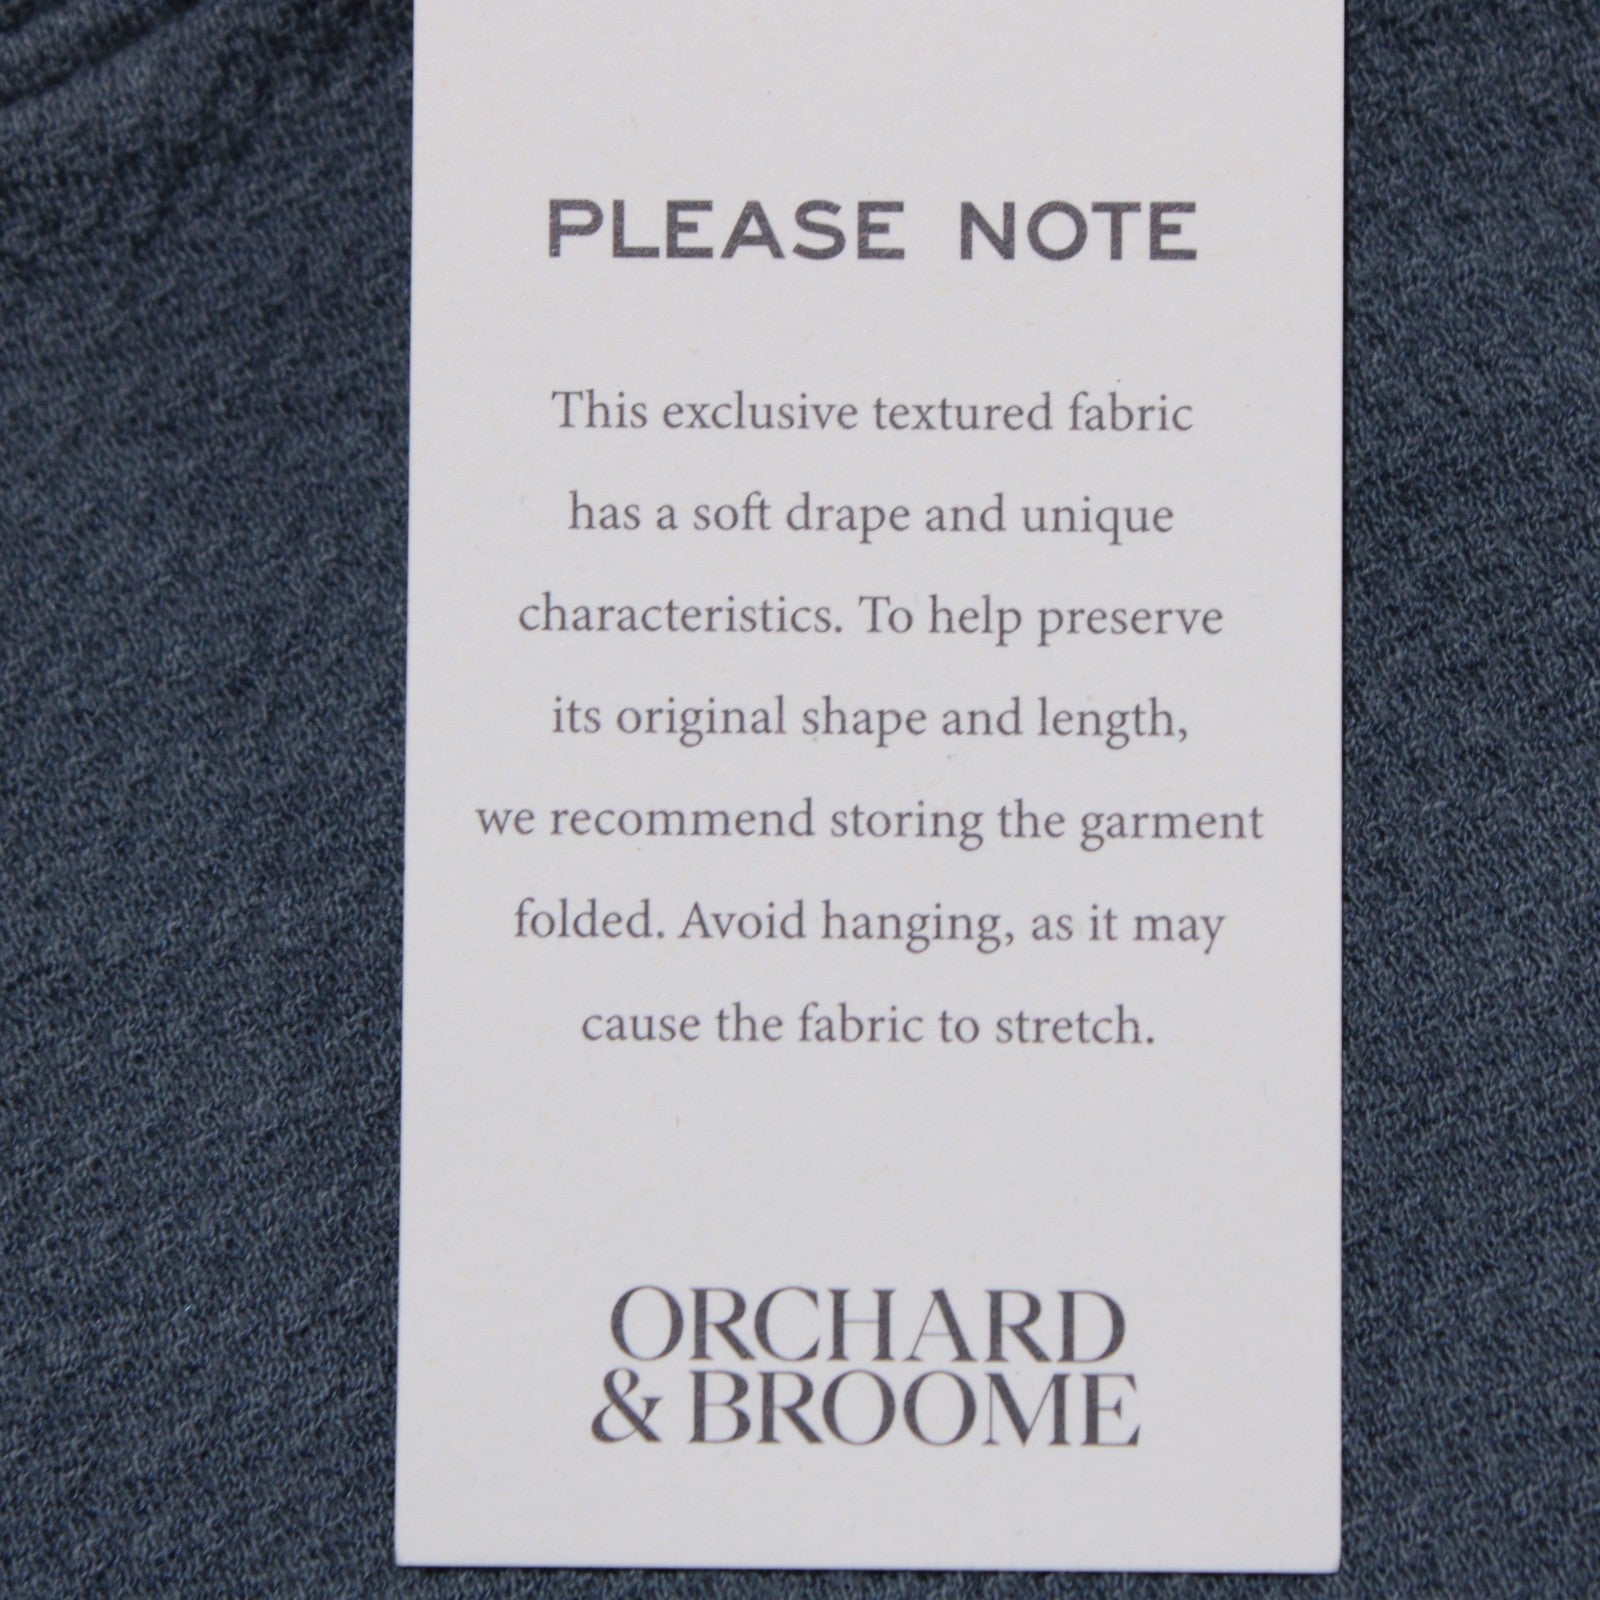 PLEASE NOTE
This exclusive textured fabric
has a soft drape and unique
characteristics. To help preserve
its original shape and length,
we recommend storing the garment
folded. Avoid hanging, as it may
cause the fabric to stretch.
ORCHARD
& BROOME